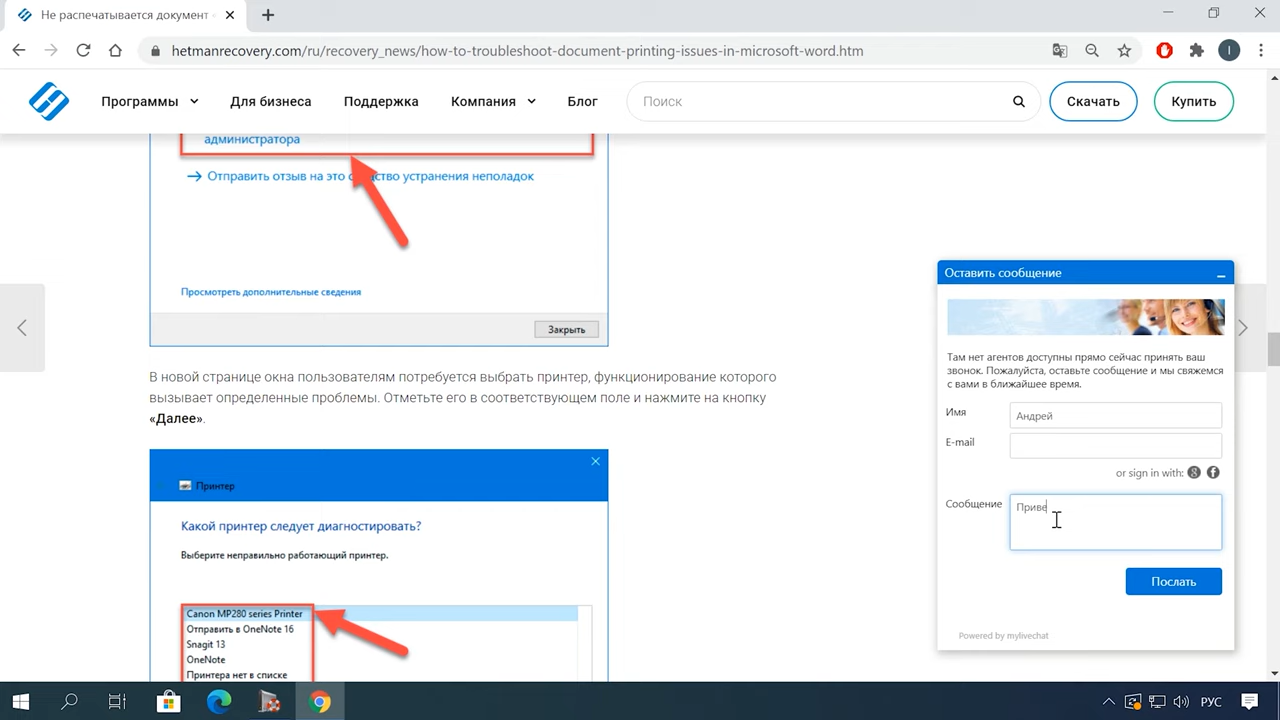 Не распечатывается документ
hetmanrecovery.com/ru/recovery_news/how-to-troubleshoot-document-printing-issues-in-microsoft-word.htm
I
Программы
Для бизнеса
Поддержка
Компания
Блог
Поиск
Скачать
Купить
администратора
Отправить отзыв на это средство устранения неполадок
Просмотреть дополнительные сведения
Закрыть
В новой странице окна пользователям потребуется выбрать принтер, функционирование которого
вызывает определенные проблемы. Отметьте его в соответствующем поле и нажмите на кнопку
«Далее».
Принтер
Какой принтер следует диагностировать?
Выберите неправильно работающий принтер.
Canon MP280 series Printer
Отправить в OneNote 16
Snagit 13
OneNote
Принтера нет в списке
Оставить сообщение
Там нет агентов доступны прямо сейчас принять ваш
звонок. Пожалуйста, оставьте сообщение и мы свяжемся
с вами в ближайшее время.
Имя
Андрей
E-mail
or sign in with:
Сообщение
Приве
Послать
Powered by mylivechat
РУС